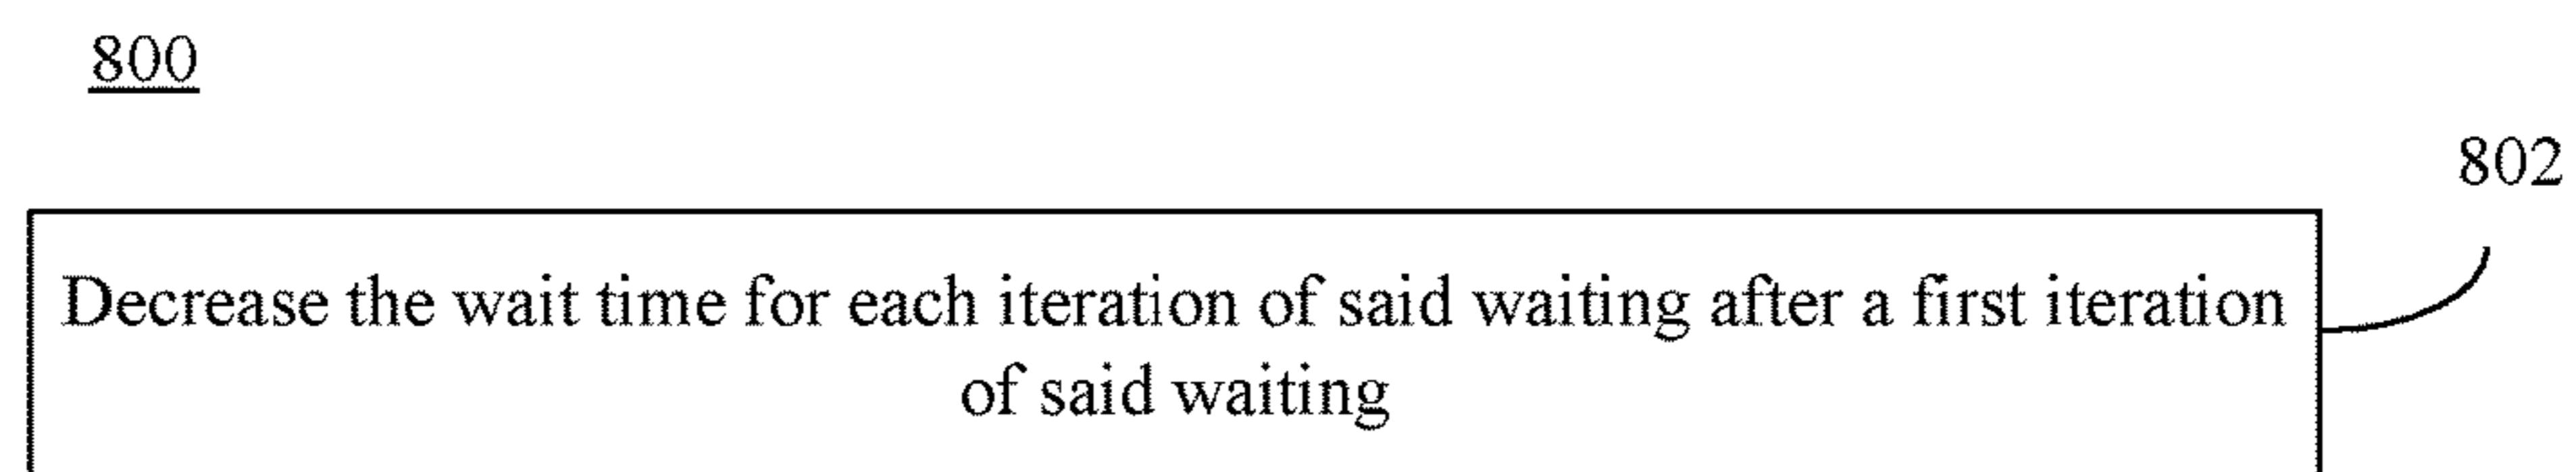 800
802
Decrease the wait time for each iteration of said waiting after a first iteration
of said waiting